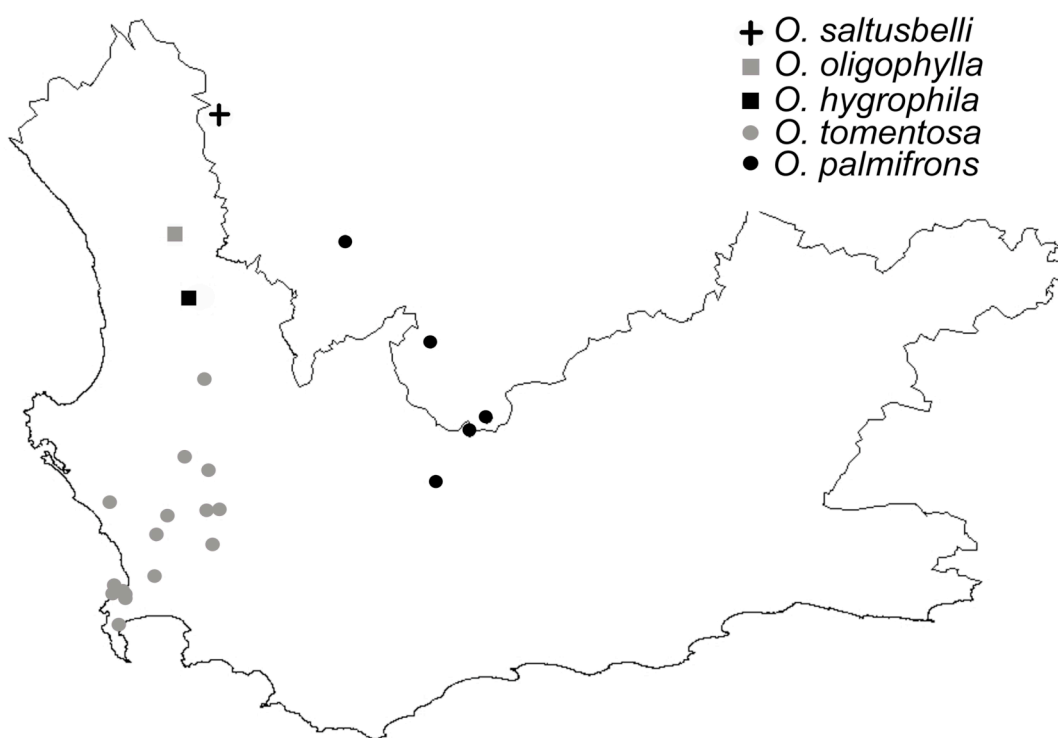 O. saltusbelli
O. oligophylla
O. hygrophila
O. tomentosa
O. palmifrons